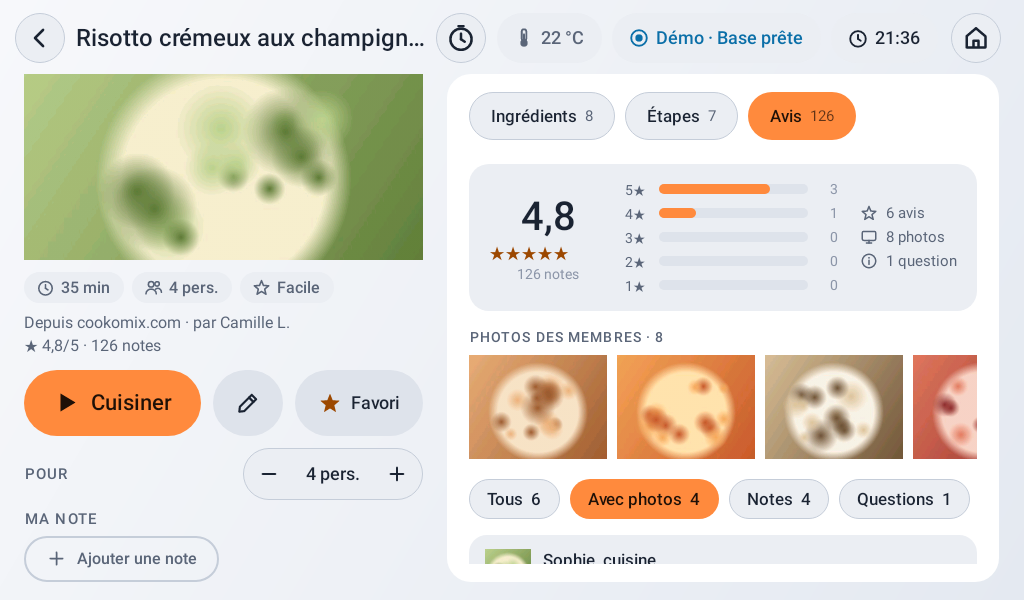 Risotto crémeux aux champign…
22 °C
Démo · Base prête
21:36
35 min
4 pers.
Facile
Depuis cookomix.com · par Camille L.
★ 4,8/5 · 126 notes
Cuisiner
Favori
POUR
− 4 pers. +
MA NOTE
+ Ajouter une note
Ingrédients 8
Étapes 7
Avis 126
4,8
★★★★★
126 notes
5★ 3
4★ 1
3★ 0
2★ 0
1★ 0
6 avis
8 photos
1 question
PHOTOS DES MEMBRES · 8
Tous 6
Avec photos 4
Notes 4
Questions 1
Sophie_cuisine